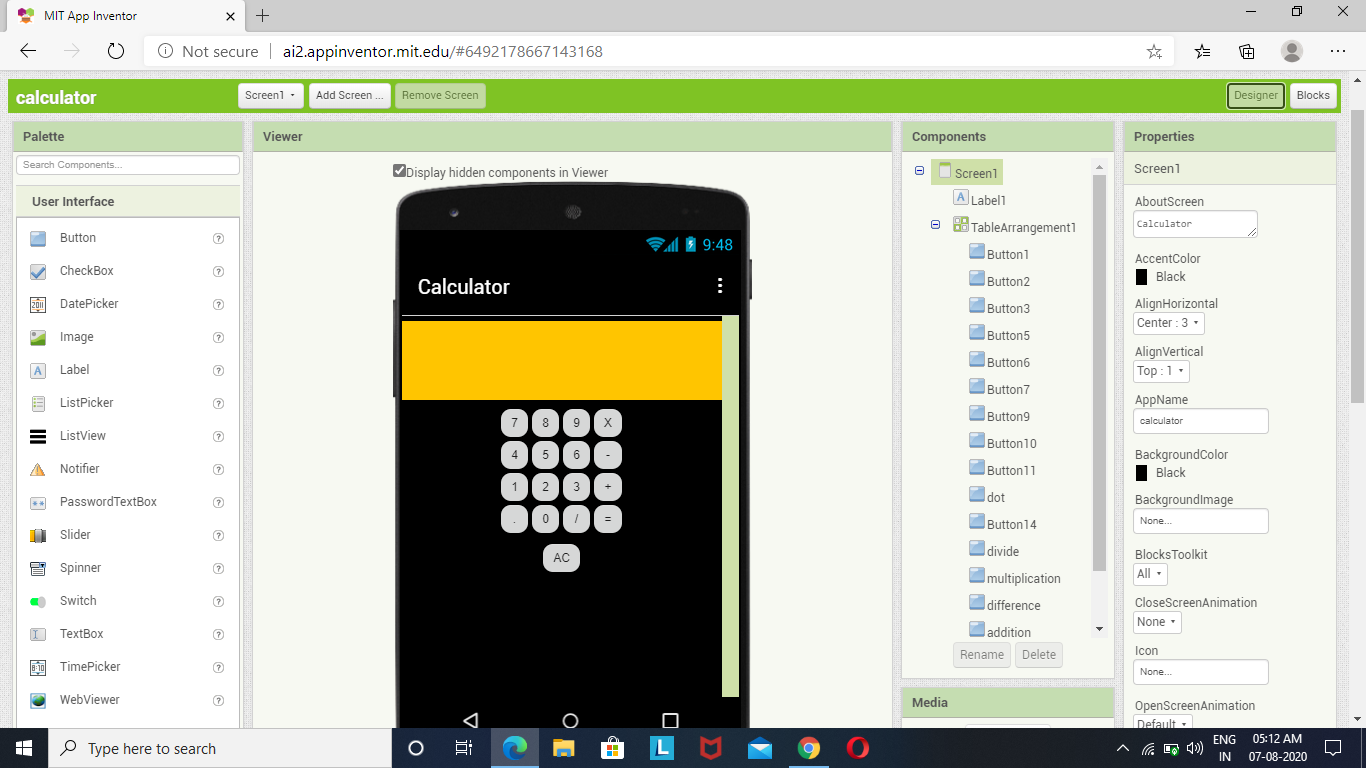 MIT App Inventor
Not secure | ai2.appinventor.mit.edu/#6492178667143168
calculator
Screen1
Add Screen ...
Remove Screen
Designer
Blocks
Palette
Search Components...
User Interface
Button ?
CheckBox ?
DatePicker ?
Image ?
Label ?
ListPicker ?
ListView ?
Notifier ?
PasswordTextBox ?
Slider ?
Spinner ?
Switch ?
TextBox ?
TimePicker ?
WebViewer ?
Viewer
Display hidden components in Viewer
9:48
Calculator
7 8 9 X
4 5 6 -
1 2 3 +
. 0 / =
AC
Components
Screen1
Label1
TableArrangement1
Button1
Button2
Button3
Button5
Button6
Button7
Button9
Button10
Button11
dot
Button14
divide
multiplication
difference
addition
Rename
Delete
Media
Properties
Screen1
AboutScreen
Calculator
AccentColor
Black
AlignHorizontal
Center : 3
AlignVertical
Top : 1
AppName
calculator
BackgroundColor
Black
BackgroundImage
None...
BlocksToolkit
All
CloseScreenAnimation
None
Icon
None...
OpenScreenAnimation
Default
Type here to search
L
ENG
IN
05:12 AM
07-08-2020